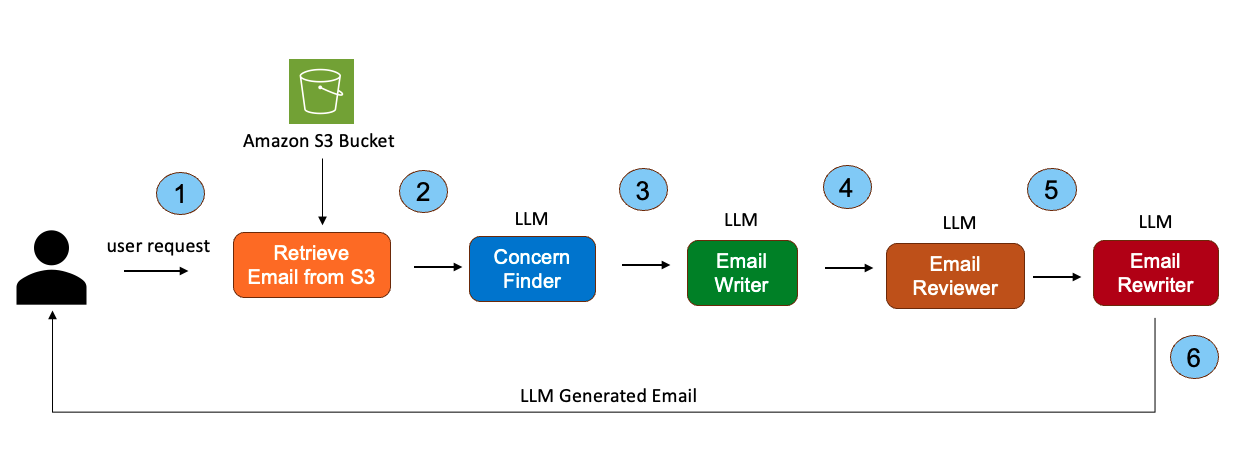 Amazon S3 Bucket
1
2
3
4
5
user request
Retrieve
Email from S3
LLM
Concern
Finder
LLM
Email
Writer
LLM
Email
Reviewer
LLM
Email
Rewriter
6
LLM Generated Email